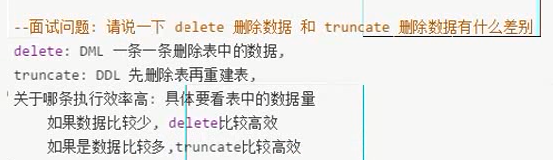 --面试问题: 请说一下 delete 删除数据 和 truncate 删除数据有什么差别
delete: DML 一条一条删除表中的数据,
truncate: DDL 先删除表再重建表,
关于哪条执行效率高: 具体要看表中的数据量
如果数据比较少, delete比较高效
如果是数据比较多,truncate比较高效